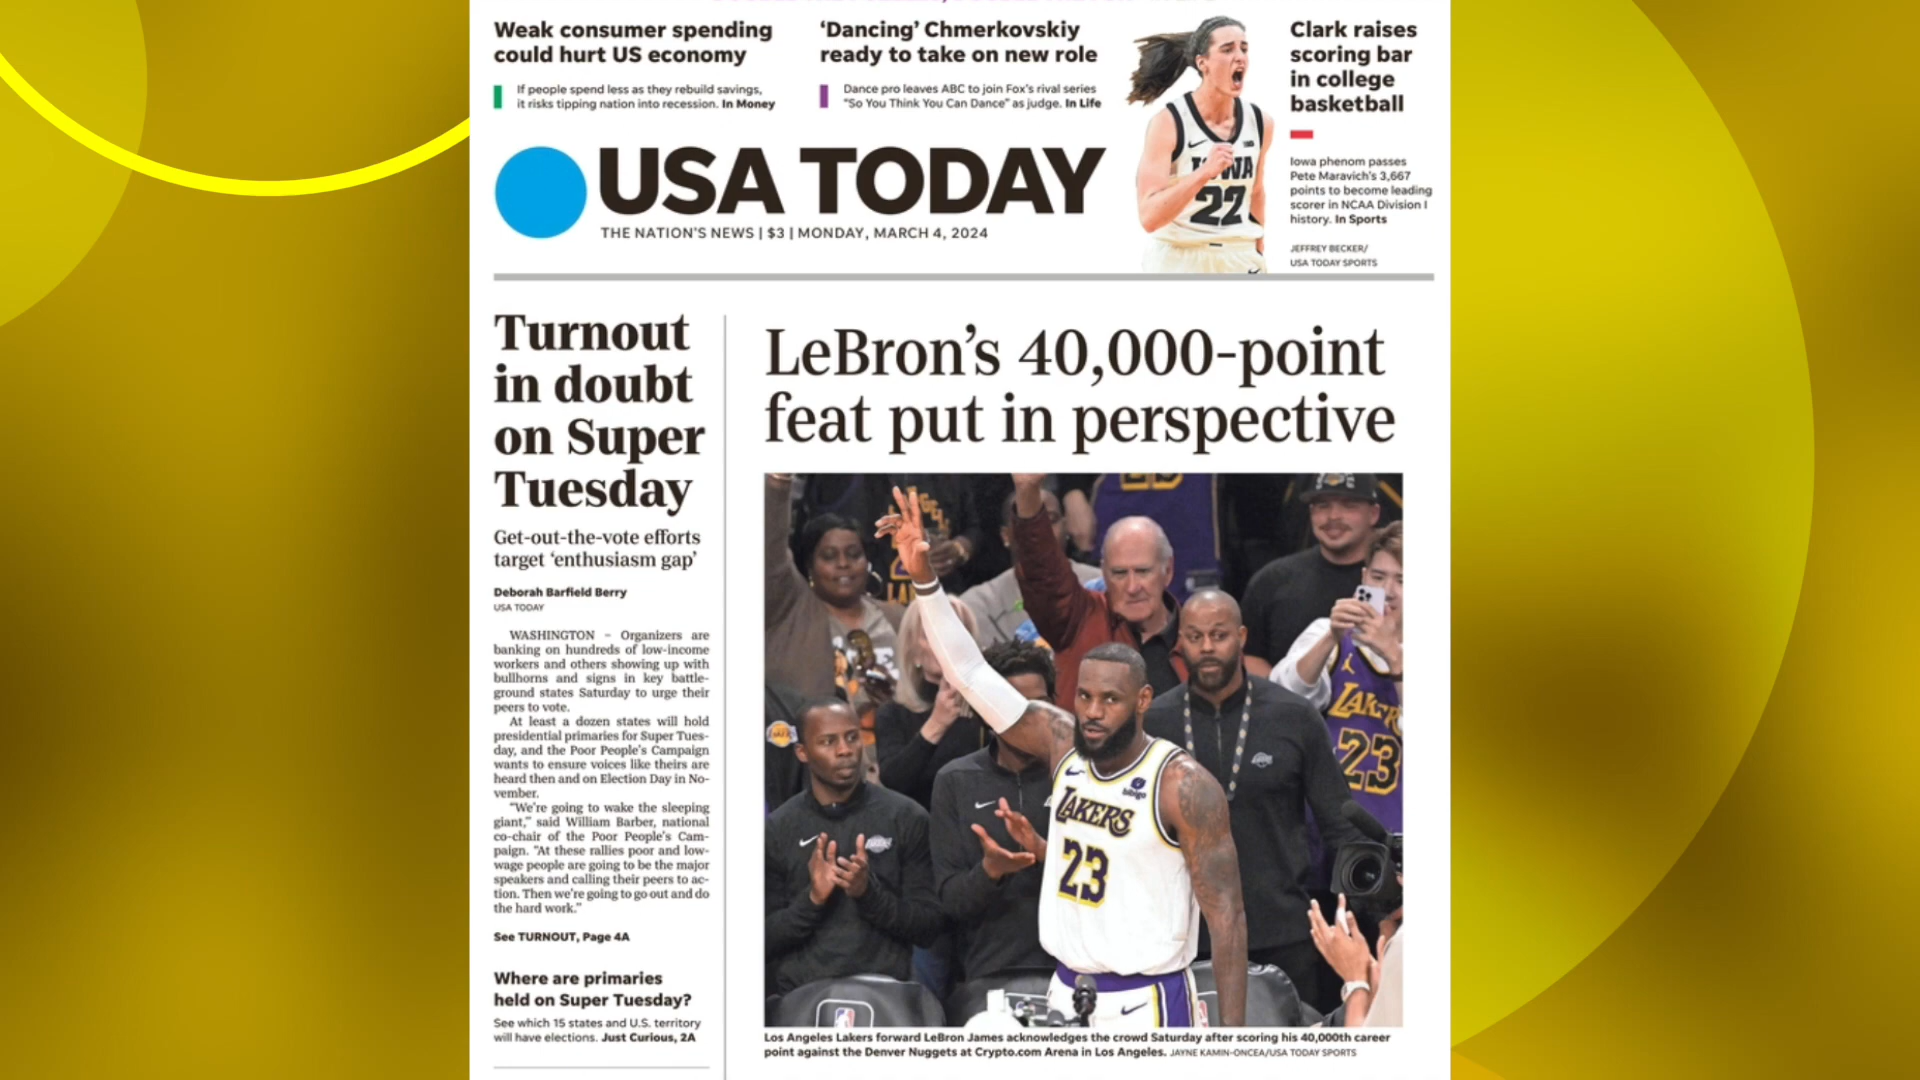 Weak consumer spending
could hurt US economy
If people spend less as they rebuild savings,
it risks tipping nation into recession. In Money
‘Dancing’ Chmerkovskiy
ready to take on new role
Dance pro leaves ABC to join Fox’s rival series
“So You Think You Can Dance” as judge. In Life
Clark raises
scoring bar
in college
basketball
Iowa phenom passes
Pete Maravich’s 3,667
points to become leading
scorer in NCAA Division I
history. In Sports
JEFFREY BECKER/
USA TODAY SPORTS
IOWA
22
USA TODAY
THE NATION’S NEWS | $3 | MONDAY, MARCH 4, 2024
Turnout
in doubt
on Super
Tuesday
Get-out-the-vote efforts
target ‘enthusiasm gap’
Deborah Barfield Berry
USA TODAY
WASHINGTON – Organizers are
banking on hundreds of low-income
workers and others showing up with
bullhorns and signs in key battle-
ground states Saturday to urge their
peers to vote.
At least a dozen states will hold
presidential primaries for Super Tues-
day, and the Poor People’s Campaign
wants to ensure voices like theirs are
heard then and on Election Day in No-
vember.
“We’re going to wake the sleeping
giant,” said William Barber, national
co-chair of the Poor People’s Cam-
paign. “At these rallies poor and low-
wage people are going to be the major
speakers and calling their peers to ac-
tion. Then we’re going to go out and do
the hard work.”
See TURNOUT, Page 4A
Where are primaries
held on Super Tuesday?
See which 15 states and U.S. territory
will have elections. Just Curious, 2A
LeBron’s 40,000-point
feat put in perspective
LAKERS
23
bibigo
LAKERS
23
Los Angeles Lakers forward LeBron James acknowledges the crowd Saturday after scoring his 40,000th career
point against the Denver Nuggets at Crypto.com Arena in Los Angeles. JAYNE KAMIN-ONCEA/USA TODAY SPORTS